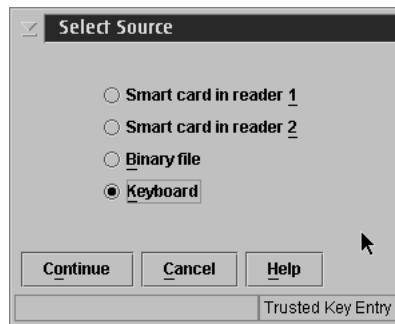 Select Source
Smart card in reader 1
Smart card in reader 2
Binary file
Keyboard
Continue Cancel Help
Trusted Key Entry